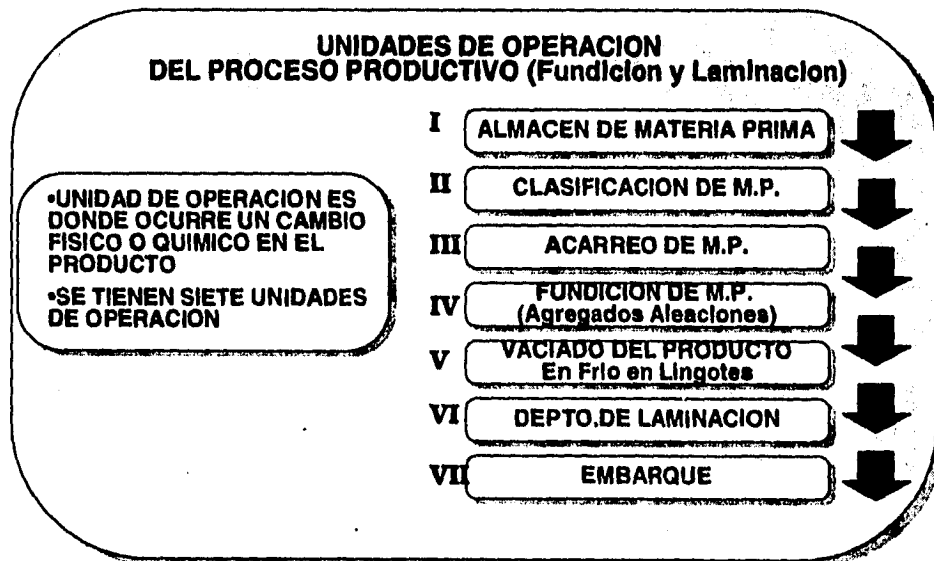 UNIDADES DE OPERACION
DEL PROCESO PRODUCTIVO (Fundicion y Laminacion)
•UNIDAD DE OPERACION ES
DONDE OCURRE UN CAMBIO
FISICO O QUIMICO EN EL
PRODUCTO
•SE TIENEN SIETE UNIDADES
DE OPERACION
I ALMACEN DE MATERIA PRIMA
II CLASIFICACION DE M.P.
III ACARREO DE M.P.
IV FUNDICION DE M.P.
(Agregados Aleaciones)
V VACIADO DEL PRODUCTO
En Frio en Lingotes
VI DEPTO.DE LAMINACION
VII EMBARQUE